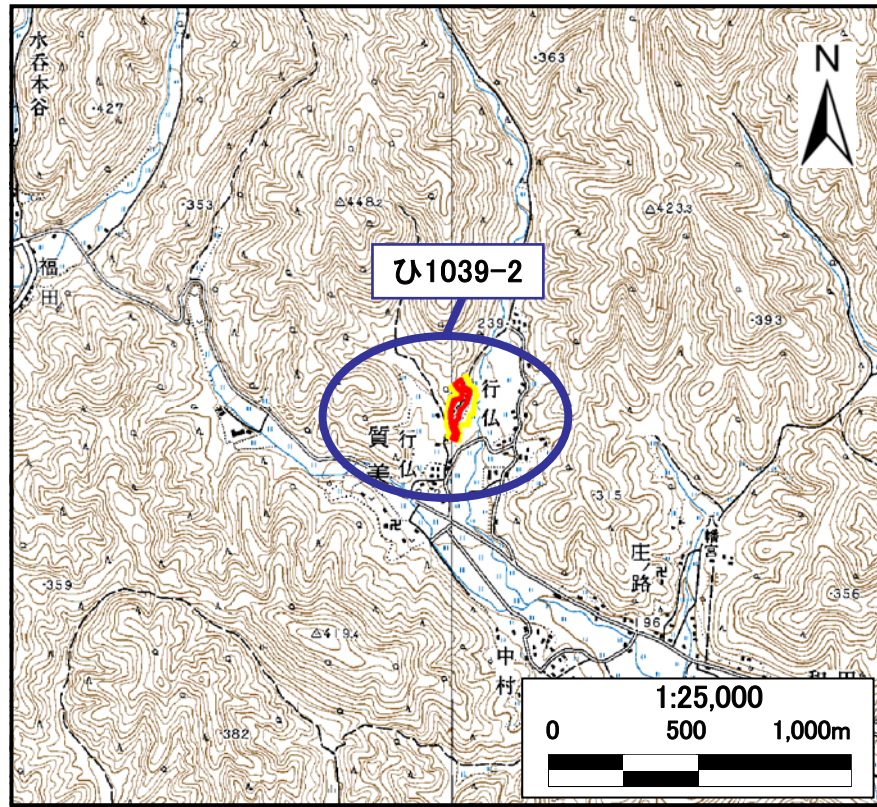 水呑本谷
・427
・363
N
・353
△448.2
△423.3
福田
ひ1039-2
239
・393
行仏
質美
行仏
・315
八幡宮
庄ノ路
・359
・356
196
△419.4
中村
・382
1:25,000
0 500 1,000m